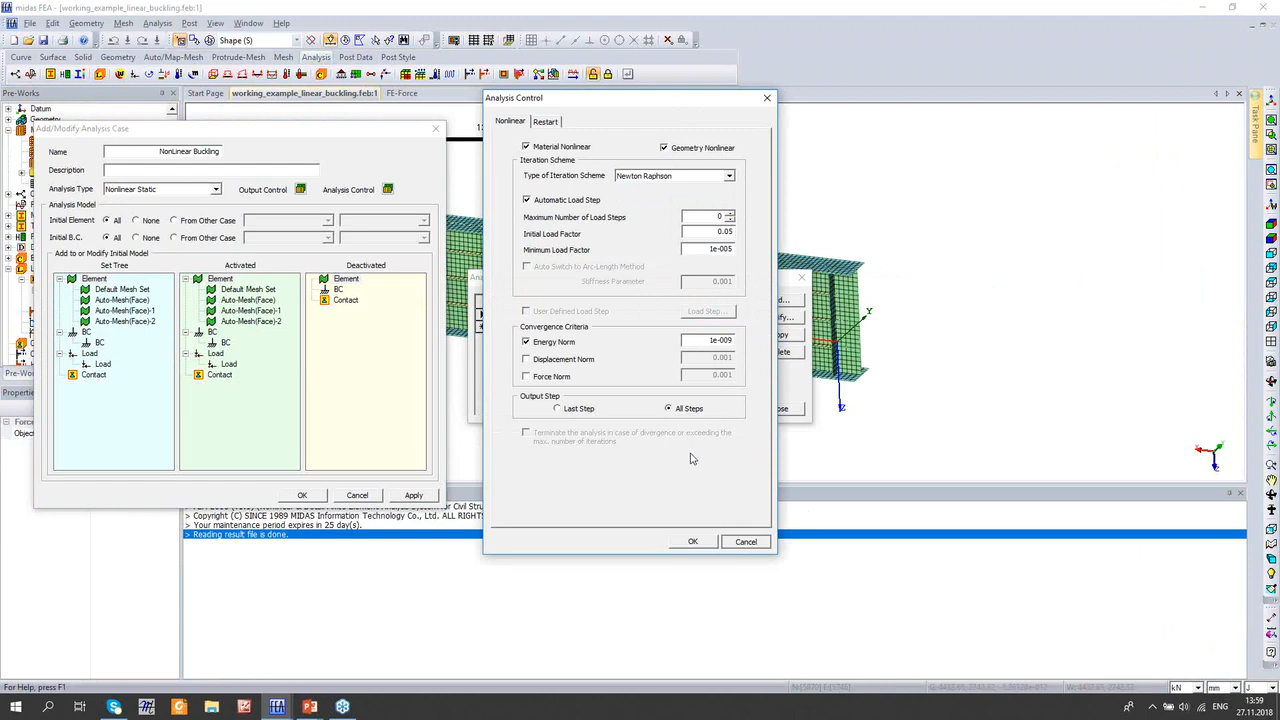 midas FEA - [working_example_linear_buckling.feb:1]
File Edit Geometry Mesh Analysis Post View Window Help
Shape (S)
Curve Surface Solid Geometry Auto/Map-Mesh Protrude-Mesh Mesh Analysis Post Data Post Style
Pre-Works
Start Page working_example_linear_buckling.feb:1 FE-Force
Datum
Add/Modify Analysis Case
Name NonLinear Buckling
Description
Analysis Type Nonlinear Static Output Control Analysis Control
Analysis Model
Initial Element All None From Other Case
Initial B.C. All None From Other Case
Add to or Modify Initial Model
Set Tree Activated Deactivated
Element Element Element
Default Mesh Set Default Mesh Set BC
Auto-Mesh(Face) Auto-Mesh(Face) Contact
Auto-Mesh(Face)-1 Auto-Mesh(Face)-1
Auto-Mesh(Face)-2 Auto-Mesh(Face)-2
BC BC
BC BC
Load Load
Load Load
Contact Contact
OK Cancel Apply
Analysis Control
Nonlinear Restart
Material Nonlinear Geometry Nonlinear
Iteration Scheme
Type of Iteration Scheme Newton Raphson
Automatic Load Step
Maximum Number of Load Steps 0
Initial Load Factor 0.05
Minimum Load Factor 1e-005
Auto Switch to Arc-Length Method
Stiffness Parameter 0.001
User Defined Load Step Load Step...
Convergence Criteria
Energy Norm 1e-009
Displacement Norm 0.001
Force Norm 0.001
Output Step
Last Step All Steps
Terminate the analysis in case of divergence or exceeding the
max. number of iterations
OK Cancel
Y
Z
Task Pane
> Copyright (C) SINCE 1989 MIDAS Information Technology Co., Ltd. ALL RIGHTS
> Your maintenance period expires in 25 day(s).
> Reading result file is done.
For Help, press F1
kN mm J
ENG
13:59
27.11.2018